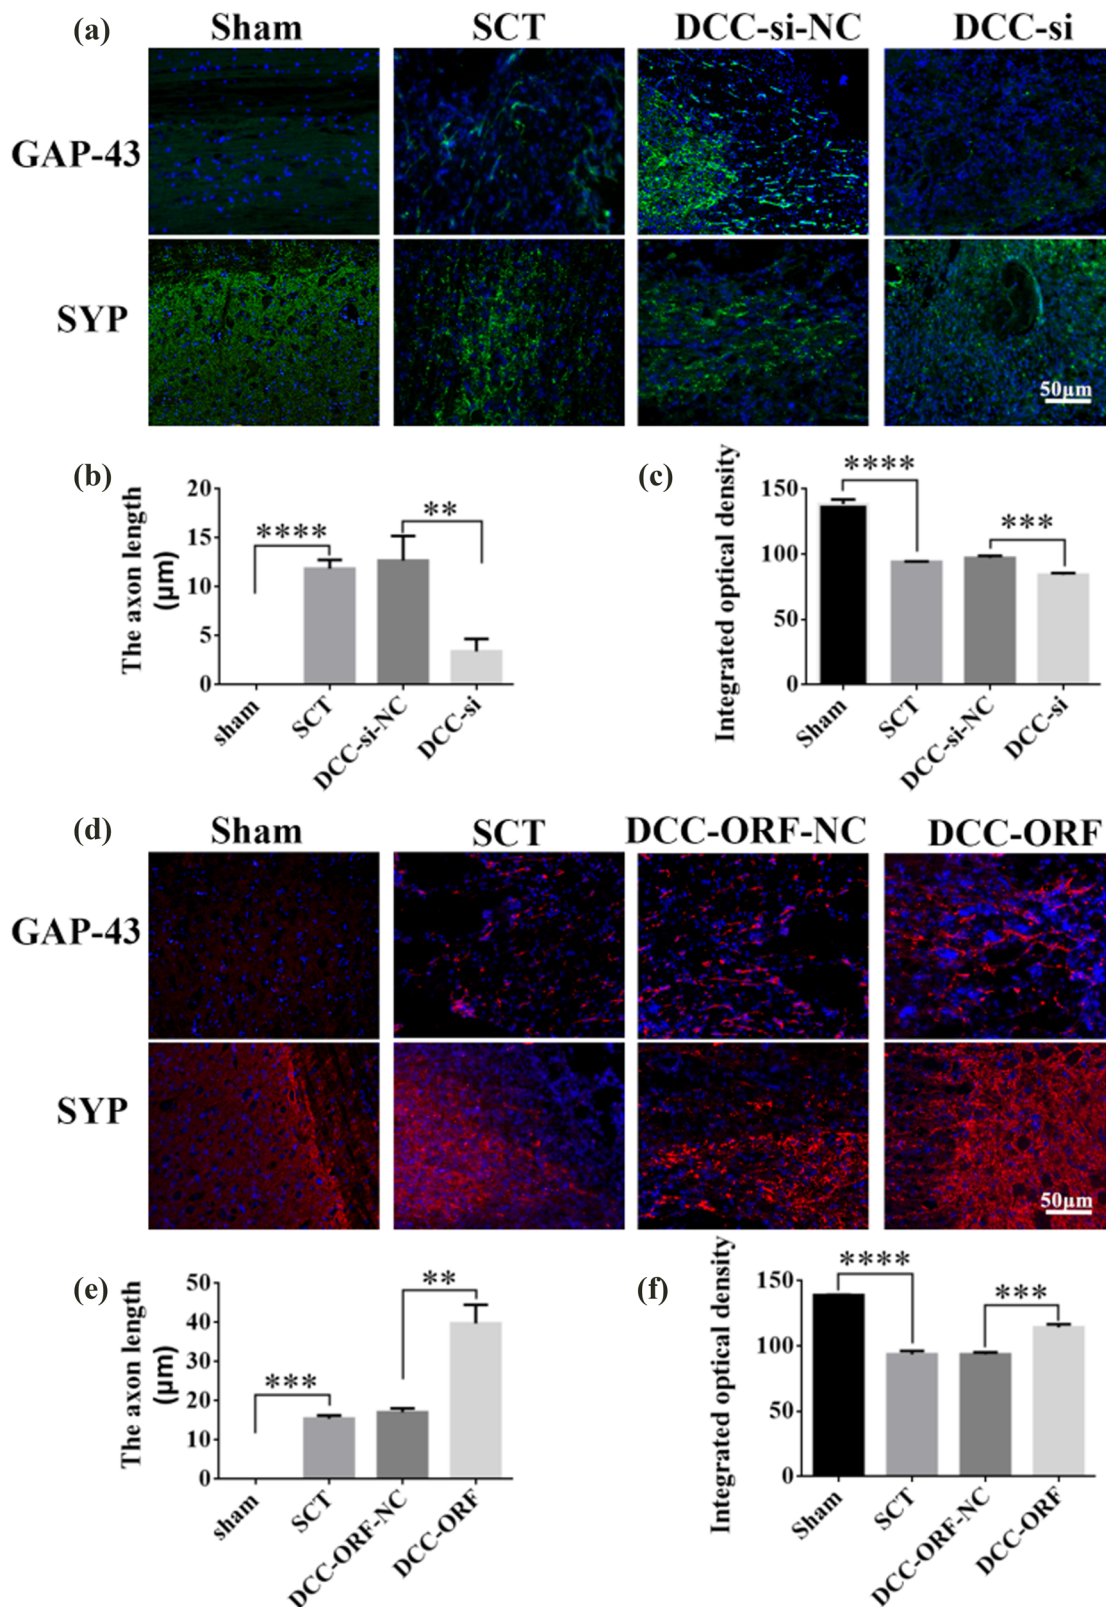 (a) Sham SCT DCC-si-NC DCC-si
GAP-43
SYP
50μm
(b)
The axon length
(μm)
20
15
10
5
0
****
**
sham
SCT
DCC-si-NC
DCC-si
(c)
Integrated optical density
150
100
50
0
****
***
Sham
SCT
DCC-si-NC
DCC-si
(d) Sham SCT DCC-ORF-NC DCC-ORF
GAP-43
SYP
50μm
(e)
The axon length
(μm)
50
40
30
20
10
0
***
**
sham
SCT
DCC-ORF-NC
DCC-ORF
(f)
Integrated optical density
150
100
50
0
****
***
Sham
SCT
DCC-ORF-NC
DCC-ORF